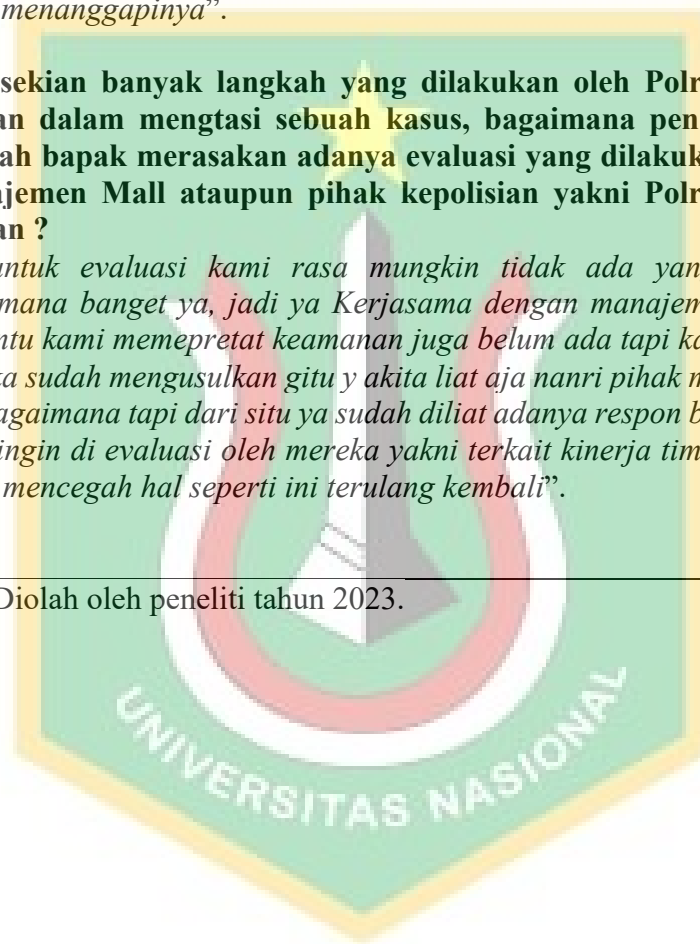 menanggapinya”.
sekian banyak langkah yang dilakukan oleh Polr
an dalam mengtasi sebuah kasus, bagaimana pen
ah bapak merasakan adanya evaluasi yang dilakuk
ajemen Mall ataupun pihak kepolisian yakni Polr
an ?
untuk evaluasi kami rasa mungkin tidak ada yan
mana banget ya, jadi ya Kerjasama dengan manajem
ntu kami memepretat keamanan juga belum ada tapi ka
ta sudah mengusulkan gitu y akita liat aja nanri pihak m
bagaimana tapi dari situ ya sudah diliat adanya respon b
ingin di evaluasi oleh mereka yakni terkait kinerja tim
mencegah hal seperti ini terulang kembali”.
Diolah oleh peneliti tahun 2023.
UNIVERSITAS NASIONAL